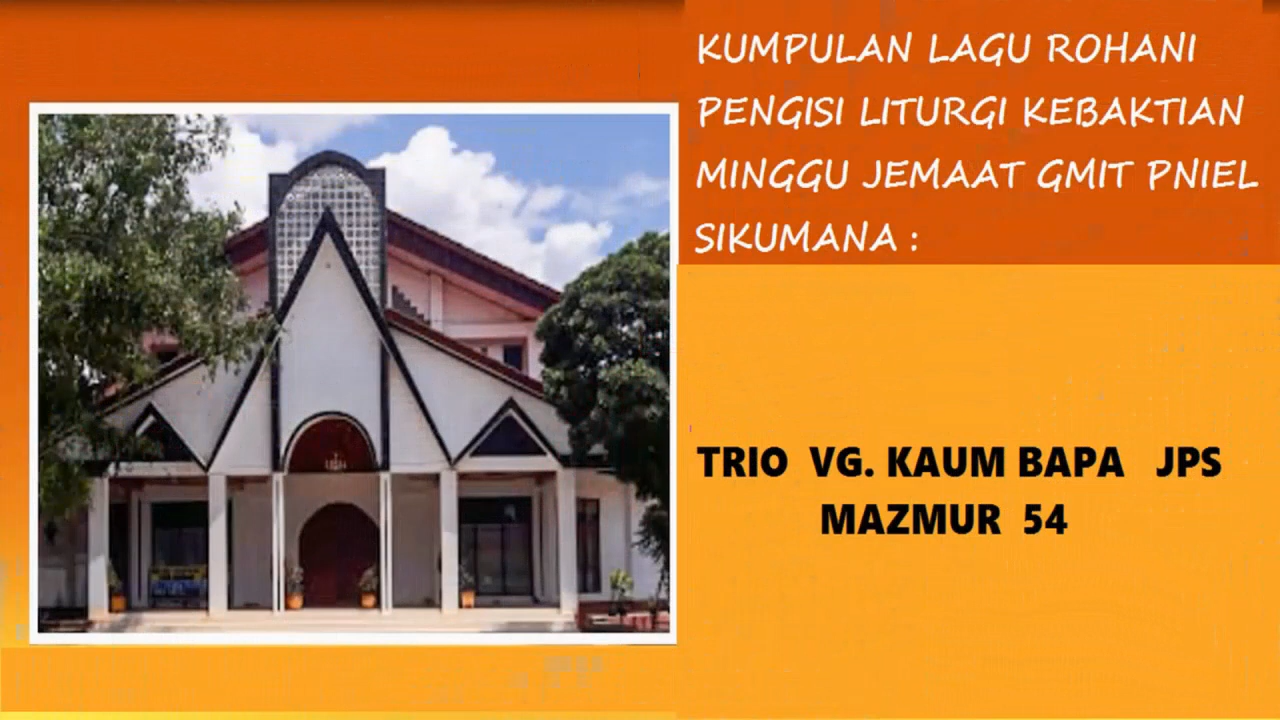 KUMPULAN LAGU ROHANI
PENGISI LITURGI KEBAKTIAN
MINGGU JEMAAT GMIT PNIEL
SIKUMANA :
TRIO VG. KAUM BAPA JPS
MAZMUR 54